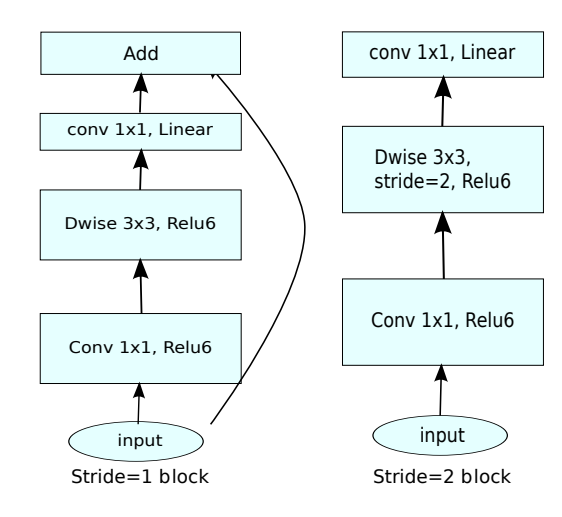 Add
conv 1x1, Linear
Dwise 3x3, Relu6
Conv 1x1, Relu6
input
Stride=1 block
conv 1x1, Linear
Dwise 3x3,
stride=2, Relu6
Conv 1x1, Relu6
input
Stride=2 block